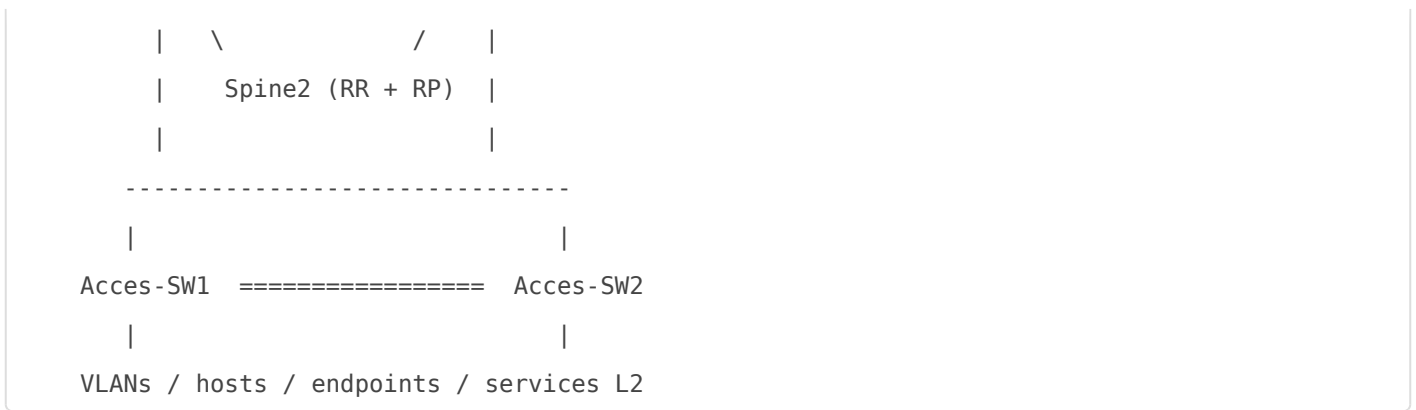 |   \             /    |
|    Spine2 (RR + RP)  |
|                      |
-------------------------------
|                             |
Acces-SW1  =================  Acces-SW2
|                             |
VLANs / hosts / endpoints / services L2